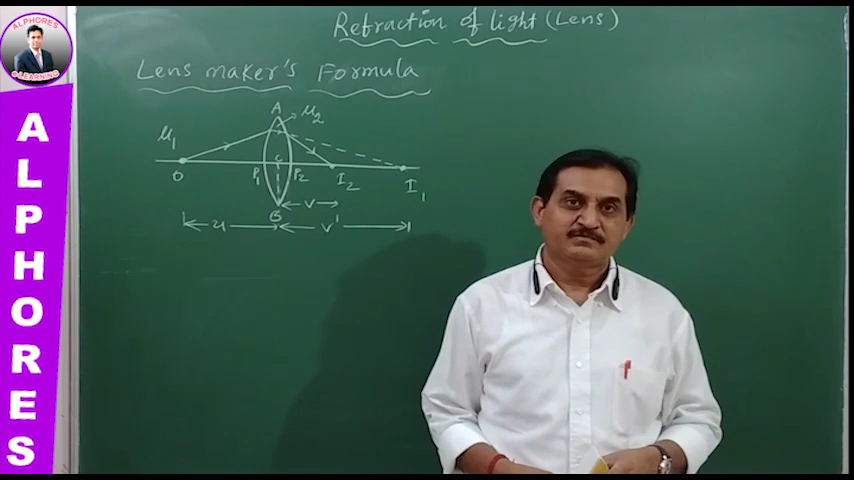 ALPHORES
e-LEARNING
ALPHORES
Refraction of light (Lens)
Lens maker's Formula
A
μ2
μ1
O
P1
C
P2
I2
I1
B
v
u
v'